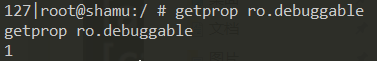 127|root@shamu:/ # getprop ro.debuggable
getprop ro.debuggable
1